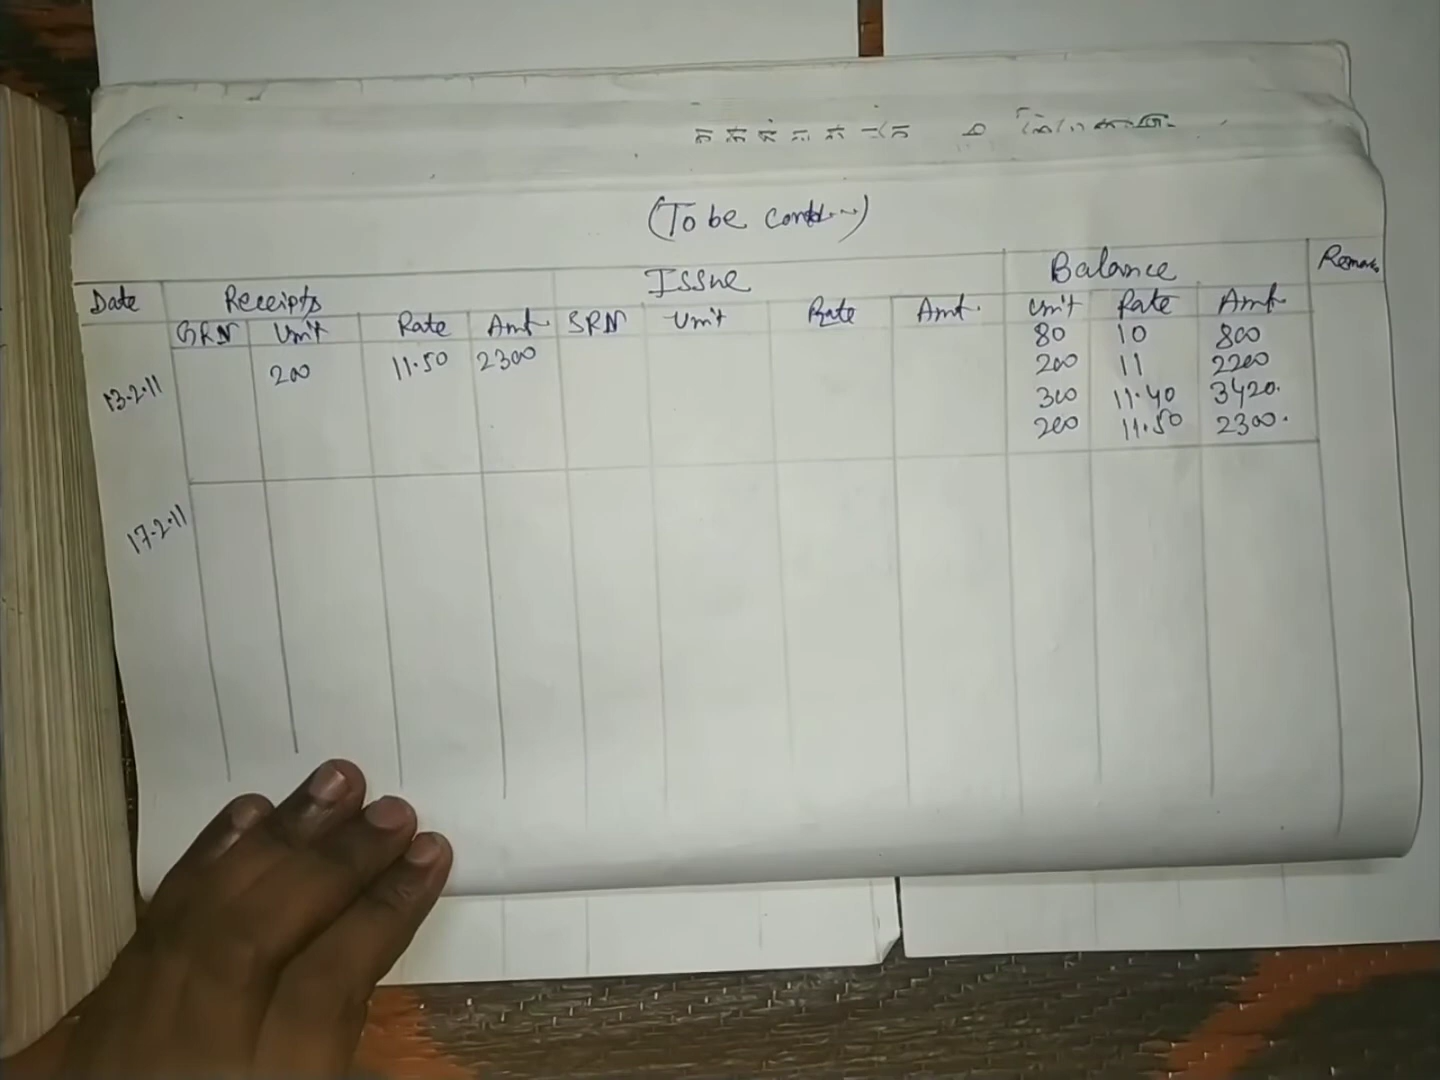 (To be contd...)
Date Receipts Issue Balance Remarks
GRN Unit Rate Amt SRN Unit Rate Amt. Unit Rate Amt
13.2.11 200 11.50 2300 80 10 800
200 11 2200
300 11.40 3420.
200 11.50 2300.
17.2.11